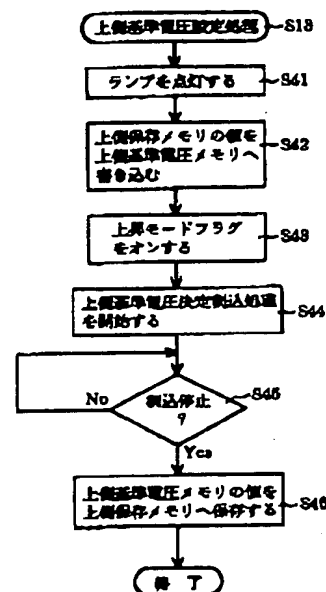 上側基準電圧設定処理
S13
ランプを点灯する
S41
上側保存メモリの値を
上側基準電圧メモリへ
書き込む
S42
上昇モードフラグ
をオンする
S43
上側基準電圧決定割込処理
を開始する
S44
割込停止
?
S45
No
Yes
上側基準電圧メモリの値を
上側保存メモリへ保存する
S46
終 了